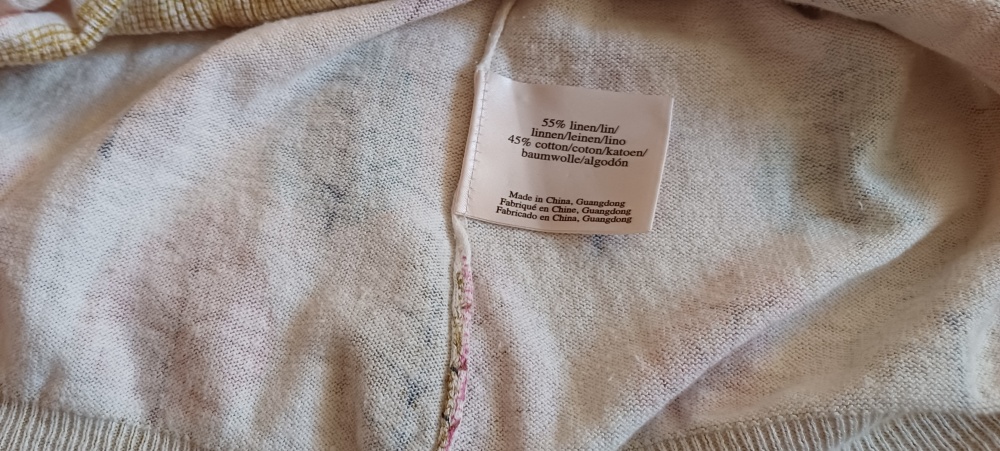 55% linen/lin/
linnen/leinen/lino
45% cotton/coton/katoen/
baumwolle/algodón
Made in China, Guangdong
Fabriqué en Chine, Guangdong
Fabricado en China, Guangdong